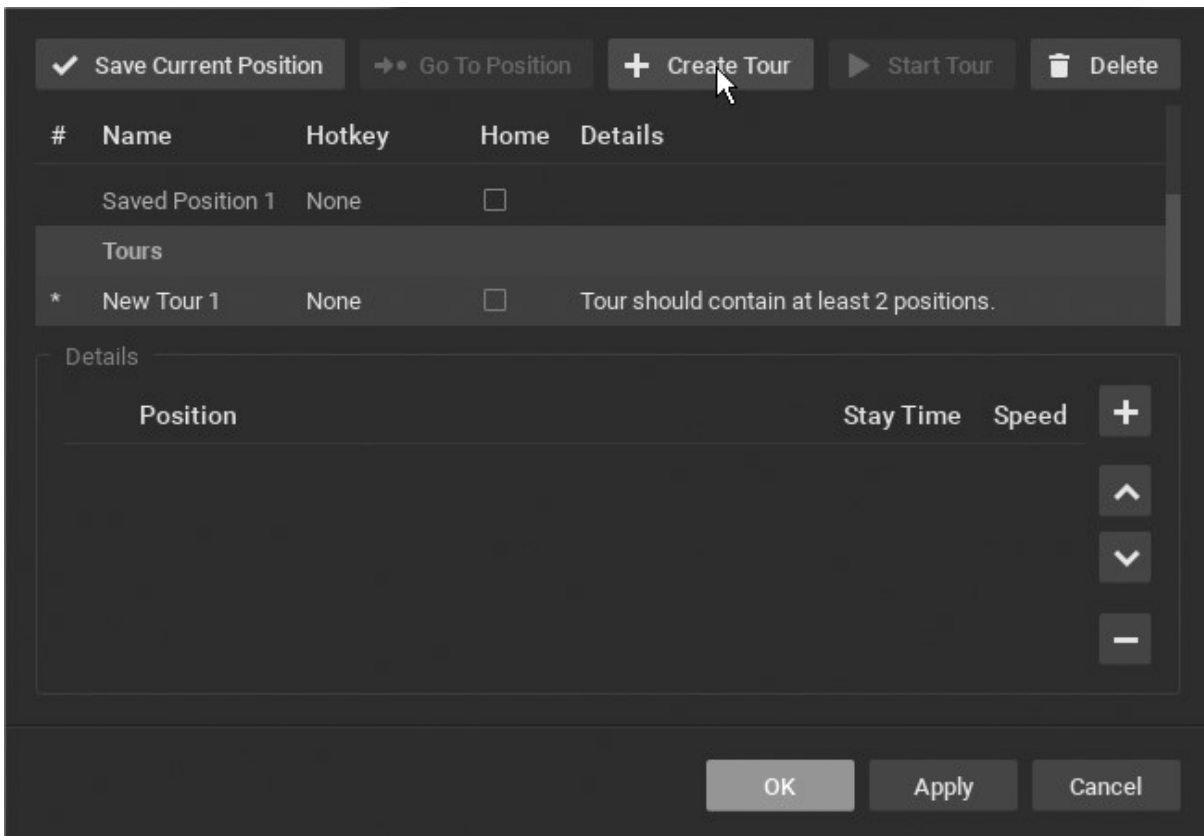 Save Current Position Go To Position Create Tour Start Tour Delete
# Name Hotkey Home Details
Saved Position 1 None
Tours
* New Tour 1 None Tour should contain at least 2 positions.
Details
Position Stay Time Speed
OK Apply Cancel